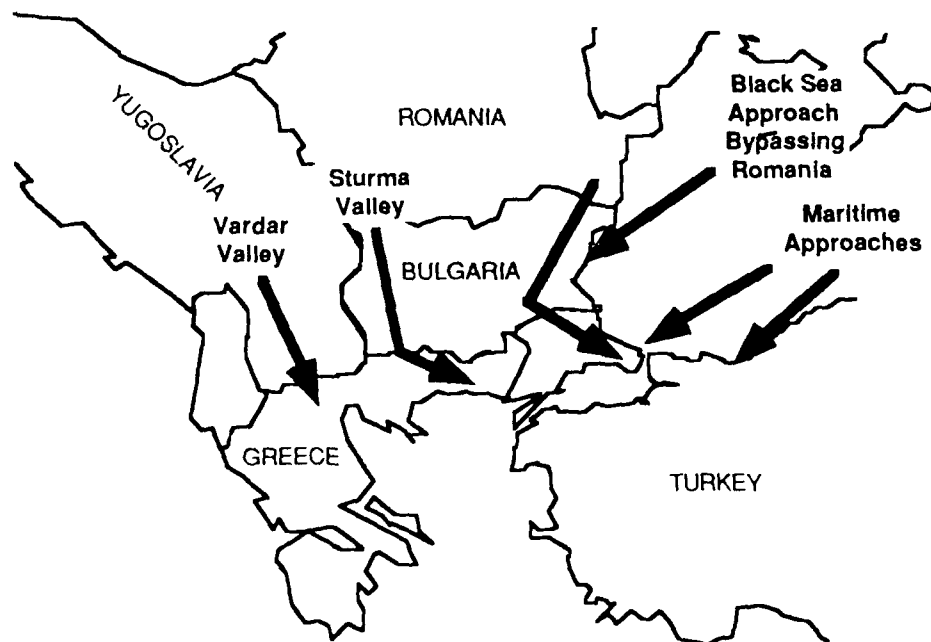 YUGOSLAVIA
ROMANIA
Black Sea
Approach
Bypassing
Romania
Sturma
Valley
Vardar
Valley
Maritime
Approaches
BULGARIA
GREECE
TURKEY